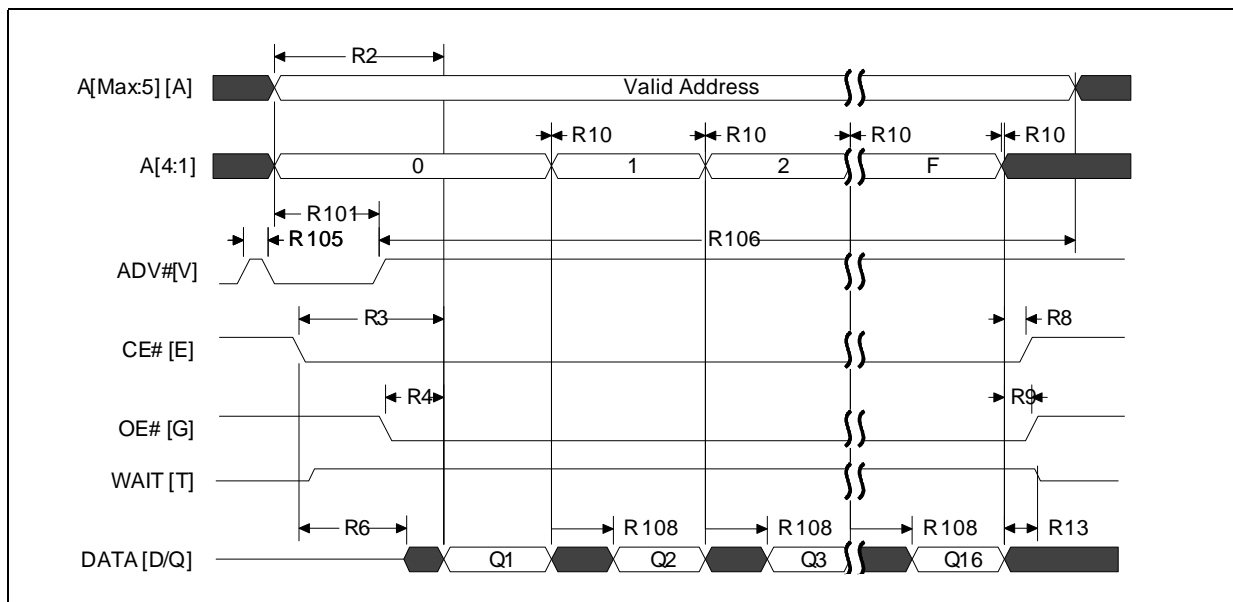 R2
A[Max:5] [A] Valid Address
R10 R10 R10 R10
A[4:1] 0 1 2 F
R101
R105 R106
ADV#[V]
R3 R8
CE# [E]
R4 R9
OE# [G]
WAIT [T]
R6 R108 R108 R108 R13
DATA [D/Q] Q1 Q2 Q3 Q16